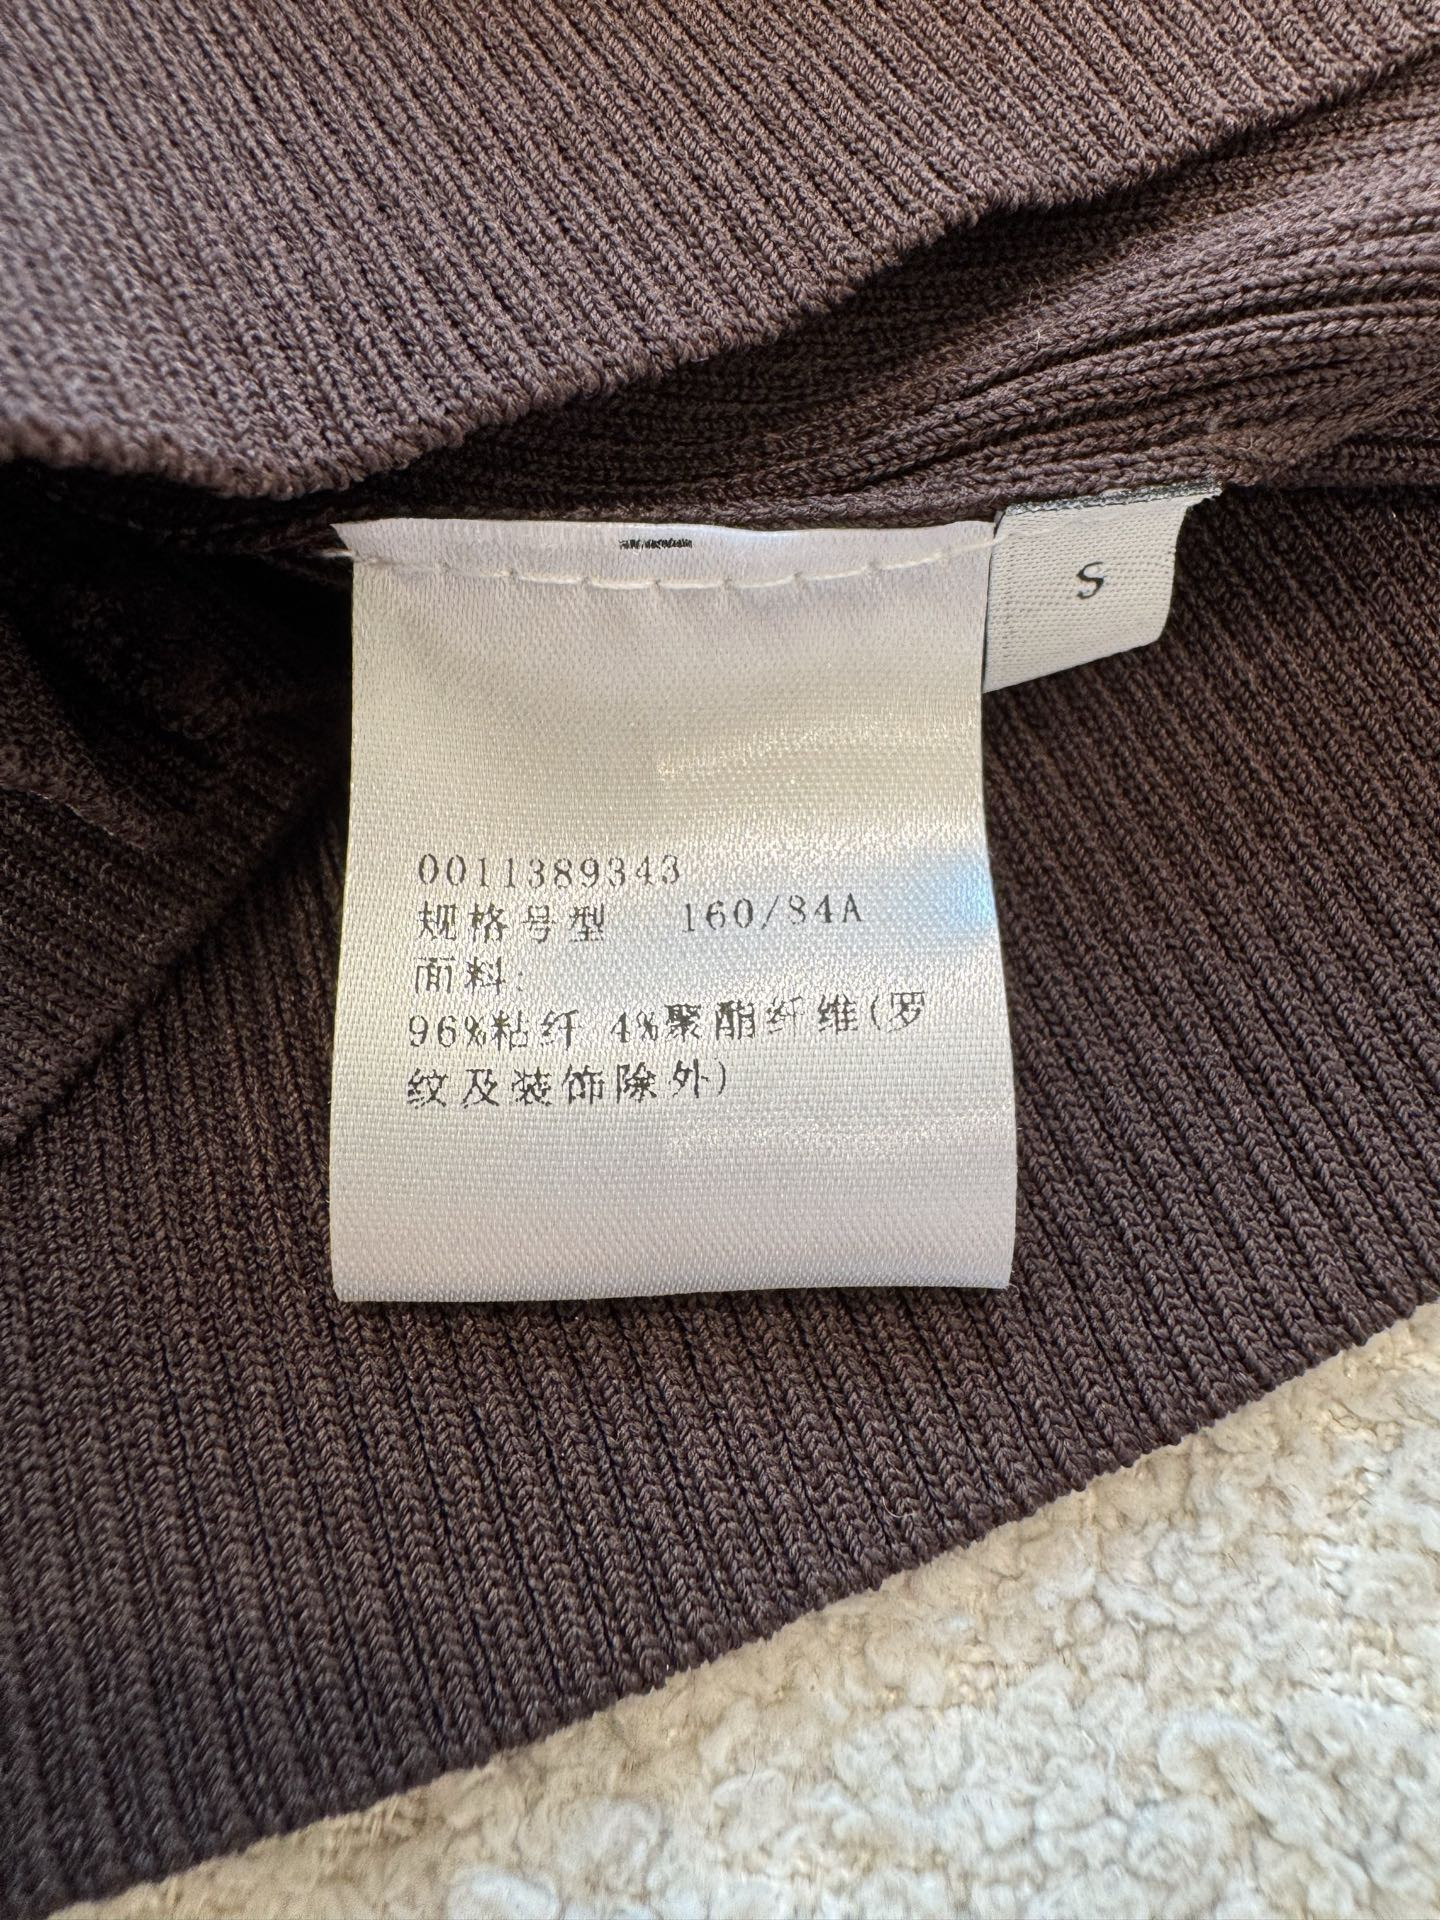 S
0011389343
规格号型 160/84A
面料:
96%粘纤 4%聚酯纤维(罗
纹及装饰除外)